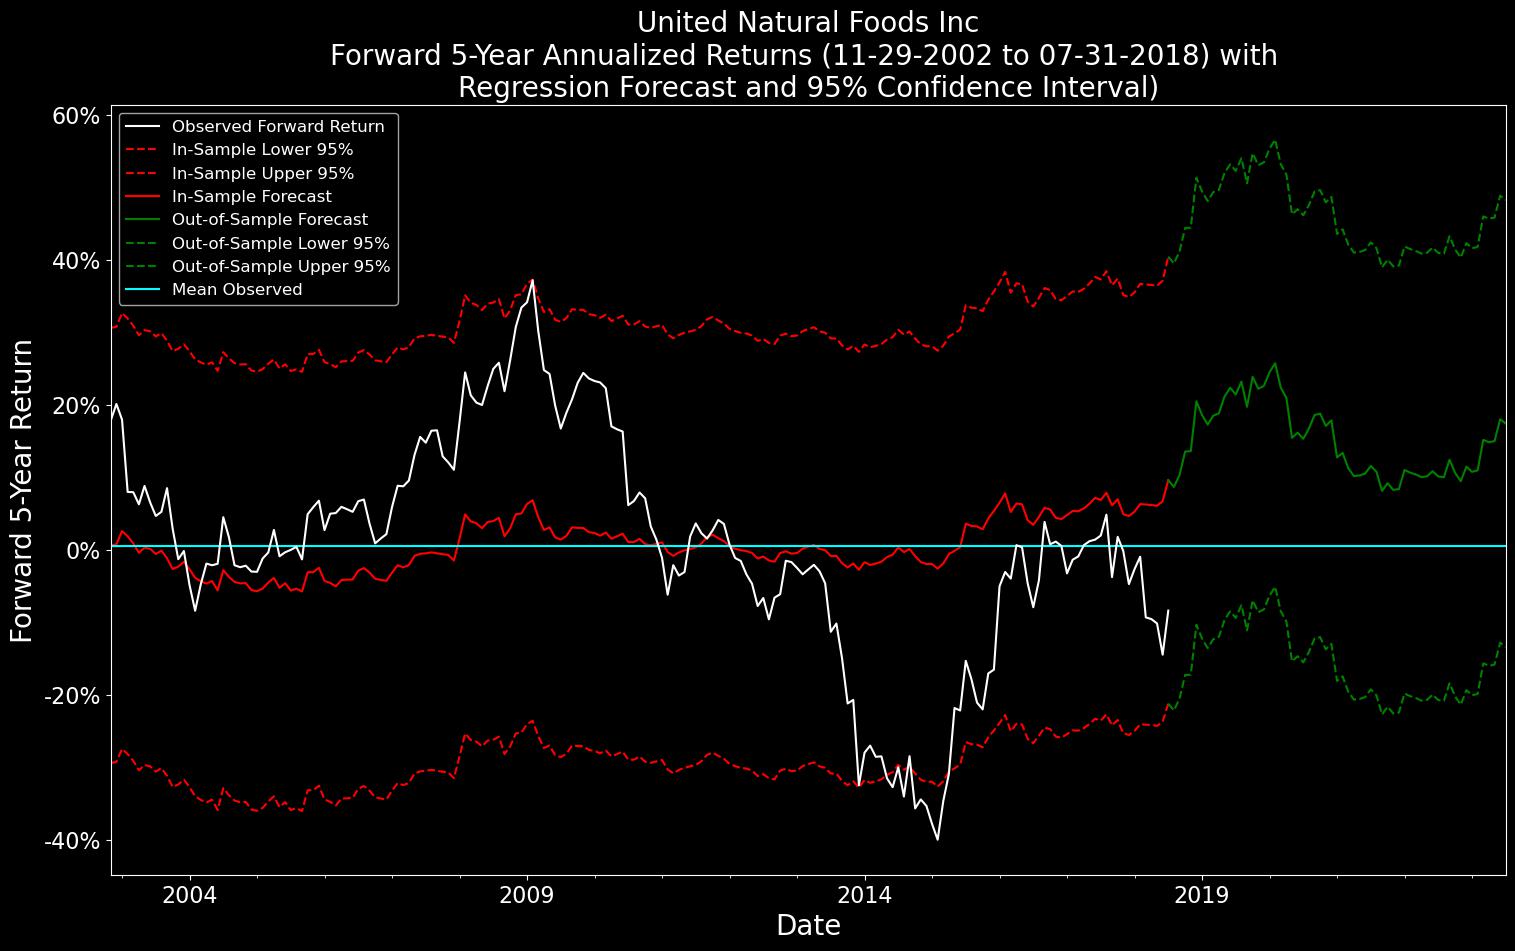 United Natural Foods Inc
Forward 5-Year Annualized Returns (11-29-2002 to 07-31-2018) with
Regression Forecast and 95% Confidence Interval)
Forward 5-Year Return
60%
40%
20%
0%
-20%
-40%
Observed Forward Return
In-Sample Lower 95%
In-Sample Upper 95%
In-Sample Forecast
Out-of-Sample Forecast
Out-of-Sample Lower 95%
Out-of-Sample Upper 95%
Mean Observed
2004 2009 2014 2019
Date